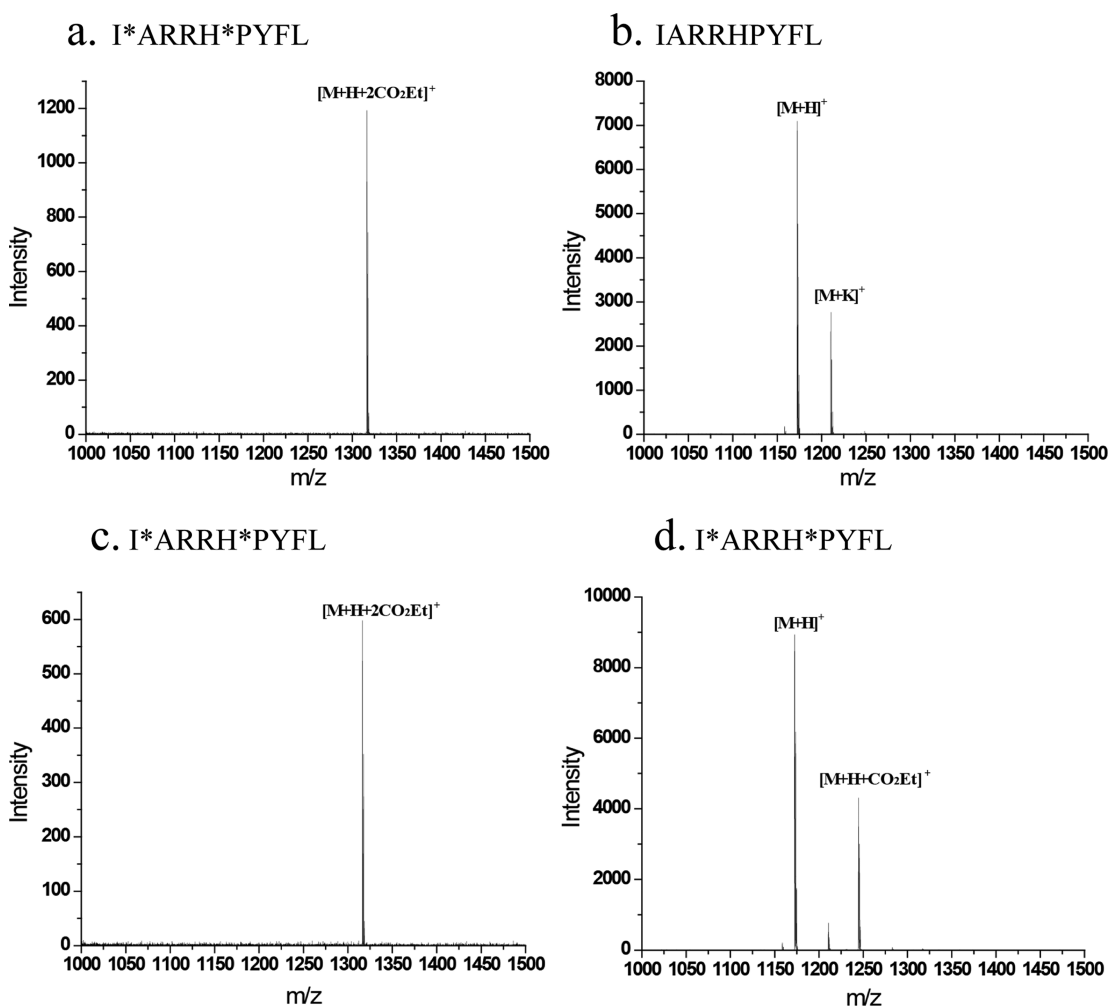 a. I*ARRH*PYFL
[M+H+2CO₂Et]⁺
1200
1000
800
600
400
200
0
Intensity
1000 1050 1100 1150 1200 1250 1300 1350 1400 1450 1500
m/z
b. IARRHPYFL
[M+H]⁺
[M+K]⁺
8000
7000
6000
5000
4000
3000
2000
1000
0
Intensity
1000 1050 1100 1150 1200 1250 1300 1350 1400 1450 1500
m/z
c. I*ARRH*PYFL
[M+H+2CO₂Et]⁺
600
500
400
300
200
100
0
Intensity
1000 1050 1100 1150 1200 1250 1300 1350 1400 1450 1500
m/z
d. I*ARRH*PYFL
[M+H]⁺
[M+H+CO₂Et]⁺
10000
8000
6000
4000
2000
0
Intensity
1000 1050 1100 1150 1200 1250 1300 1350 1400 1450 1500
m/z